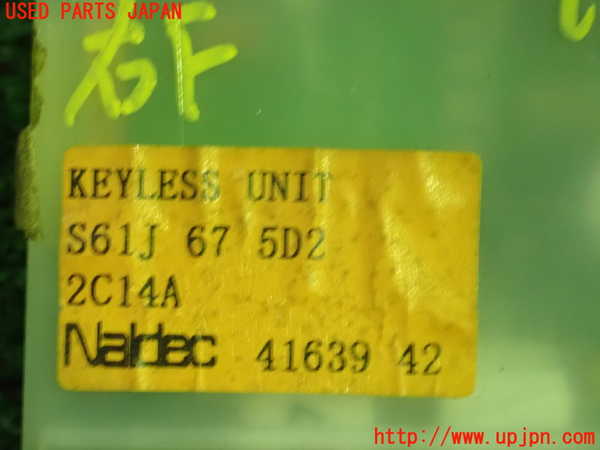 USED PARTS JAPAN
右F
KEYLESS UNIT
S61J 67 5D2
2C14A
Naldec 41639 42
http://www.upjpn.com/